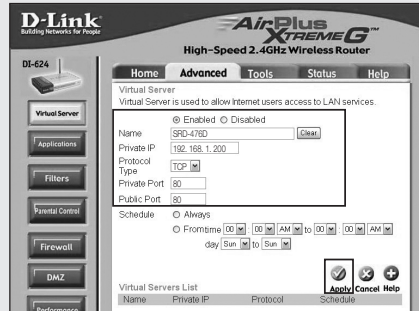 D-Link
Building Networks for People
AirPlus
XTREME G™
High-Speed 2.4GHz Wireless Router
DI-624
Home Advanced Tools Status Help
Virtual Server
Applications
Filters
Parental Control
Firewall
DMZ
Performance
Virtual Server
Virtual Server is used to allow Internet users access to LAN services.
Enabled Disabled
Name SRD-476D Clear
Private IP 192.168.1.200
Protocol
Type TCP
Private Port 80
Public Port 80
Schedule Always
From time 00 : 00 AM to 00 : 00 AM
day Sun to Sun
Apply Cancel Help
Virtual Servers List
Name Private IP Protocol Schedule